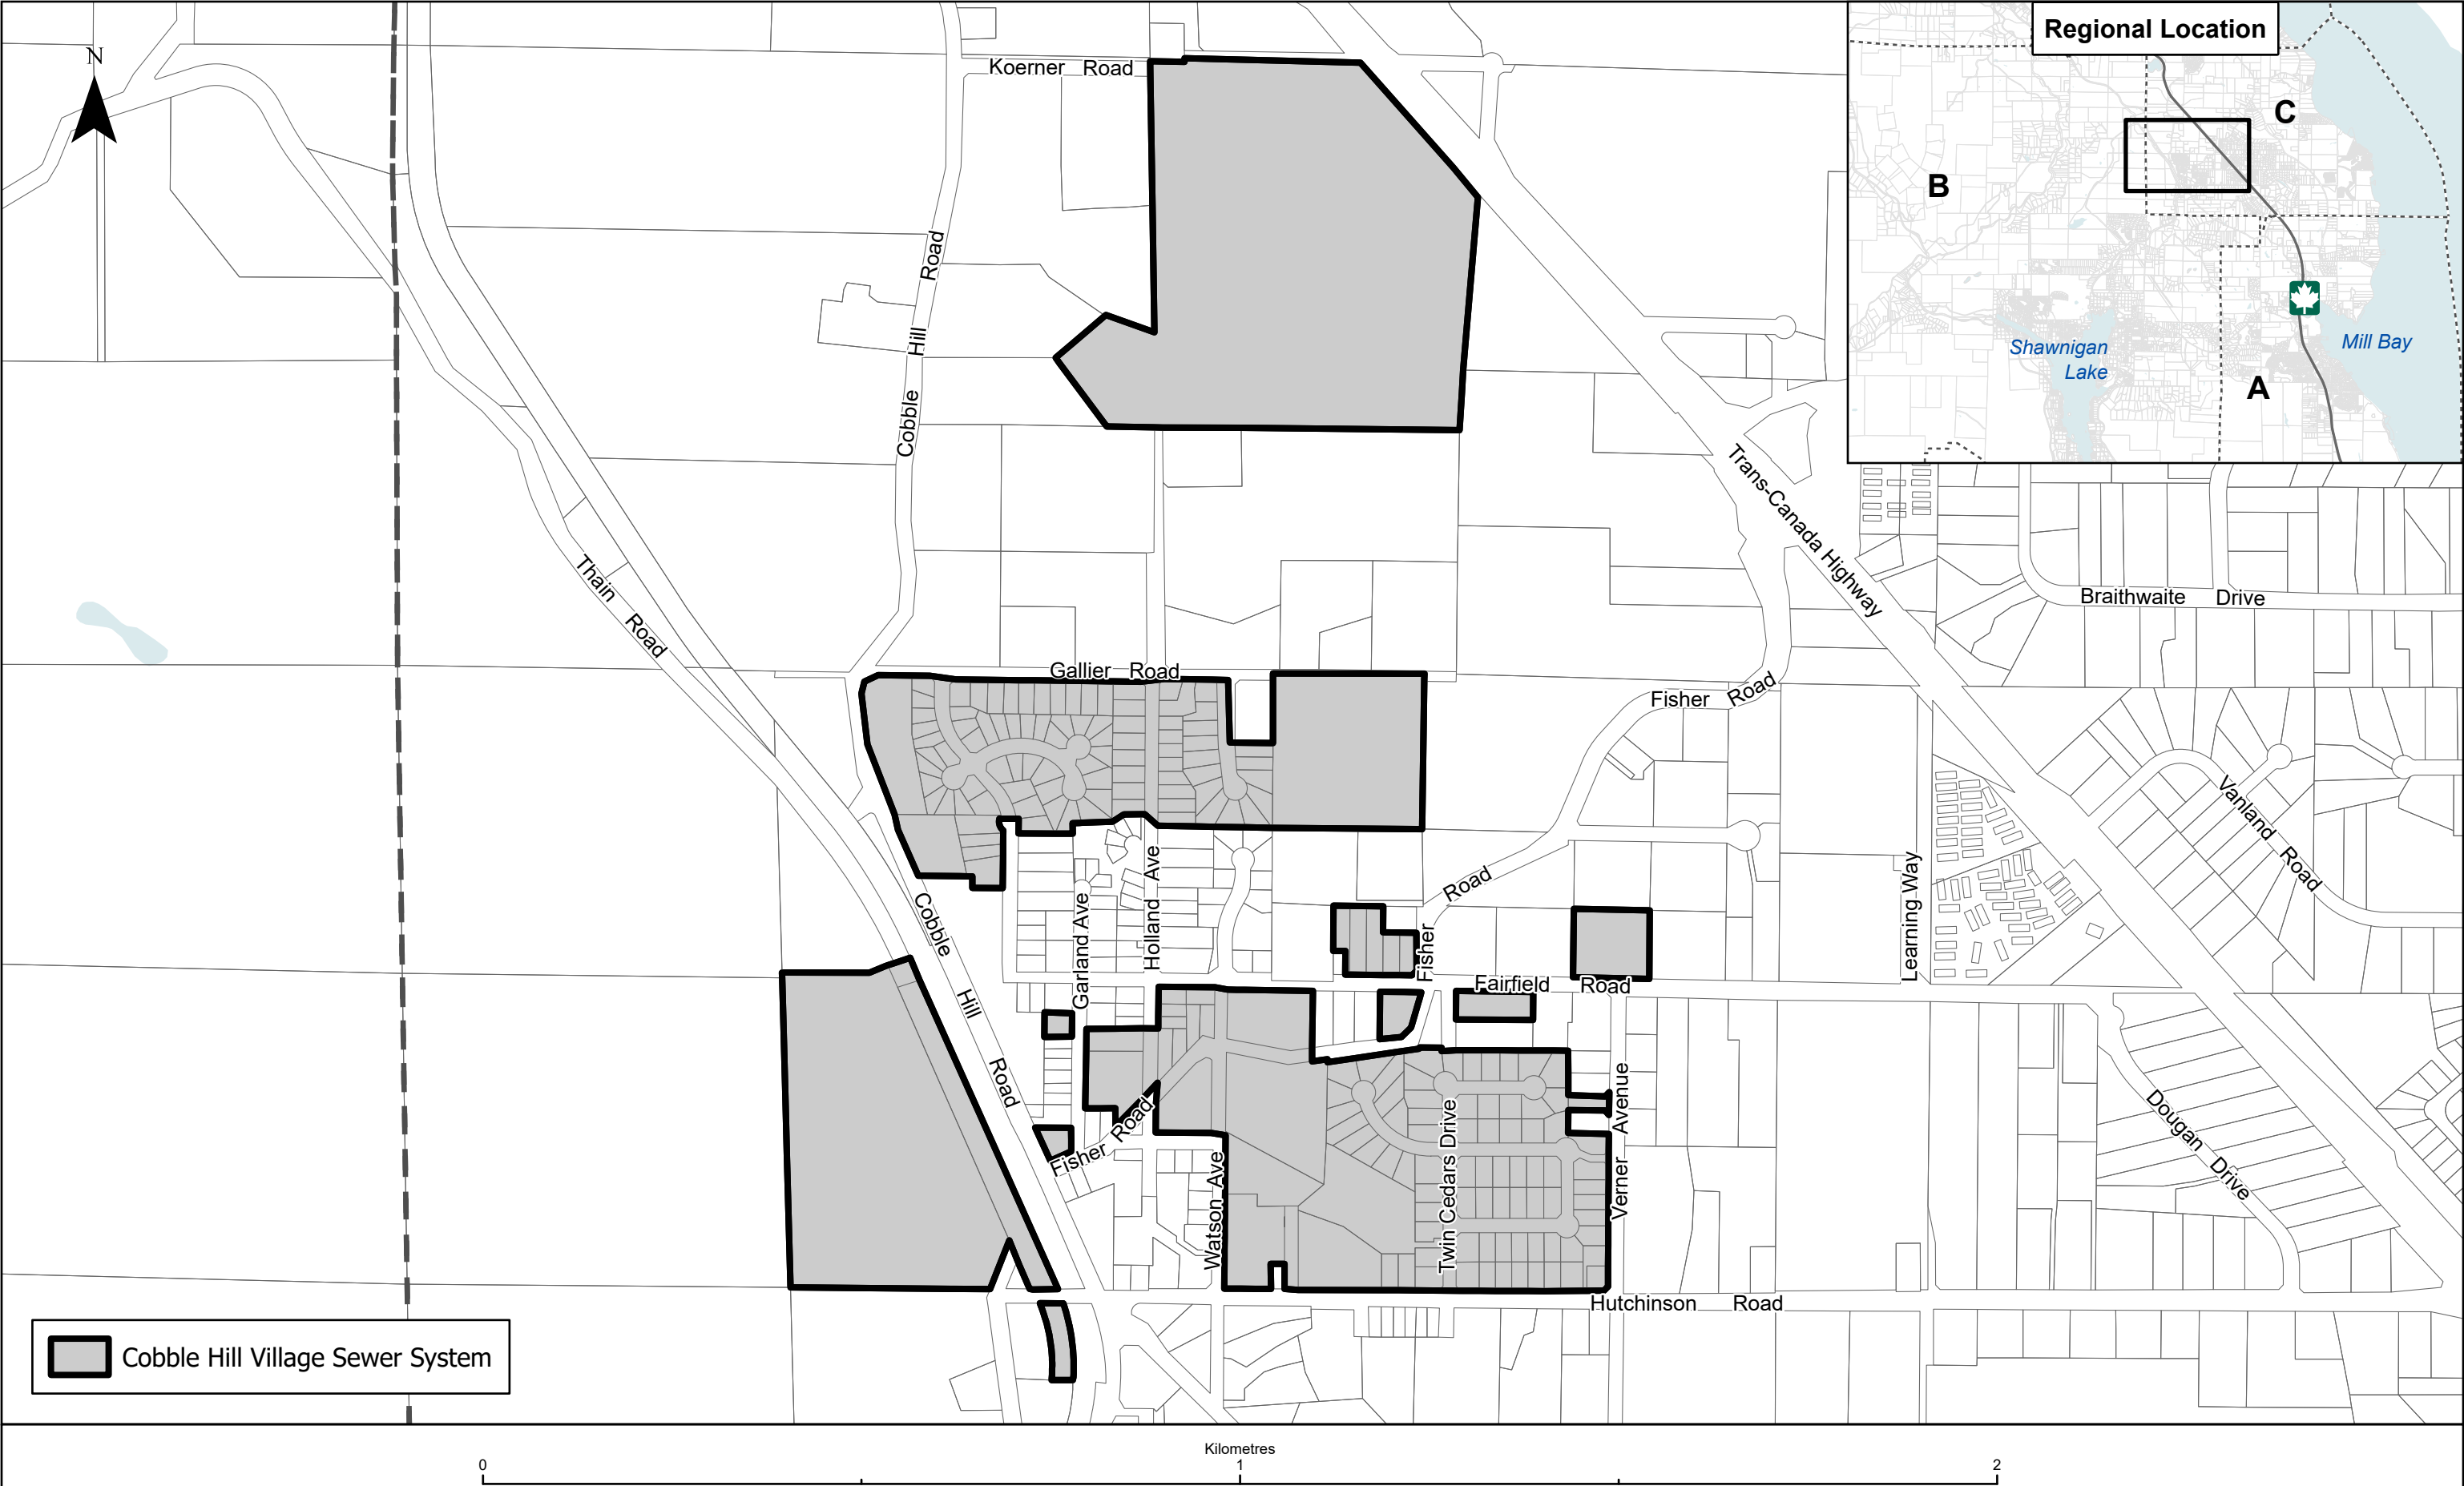 N
Koerner Road
Regional Location
C
B
A
Shawnigan
Lake
Mill Bay
Cobble Hill Road
Trans-Canada Highway
Thain Road
Braithwaite Drive
Gallier Road
Fisher Road
Vanland Road
Cobble Hill Road
Garland Ave
Holland Ave
Fisher Road
Learning Way
Fairfield Road
Fisher Road
Watson Ave
Twin Cedars Drive
Verner Avenue
Dougan Drive
Hutchinson Road
Cobble Hill Village Sewer System
Kilometres
0 1 2